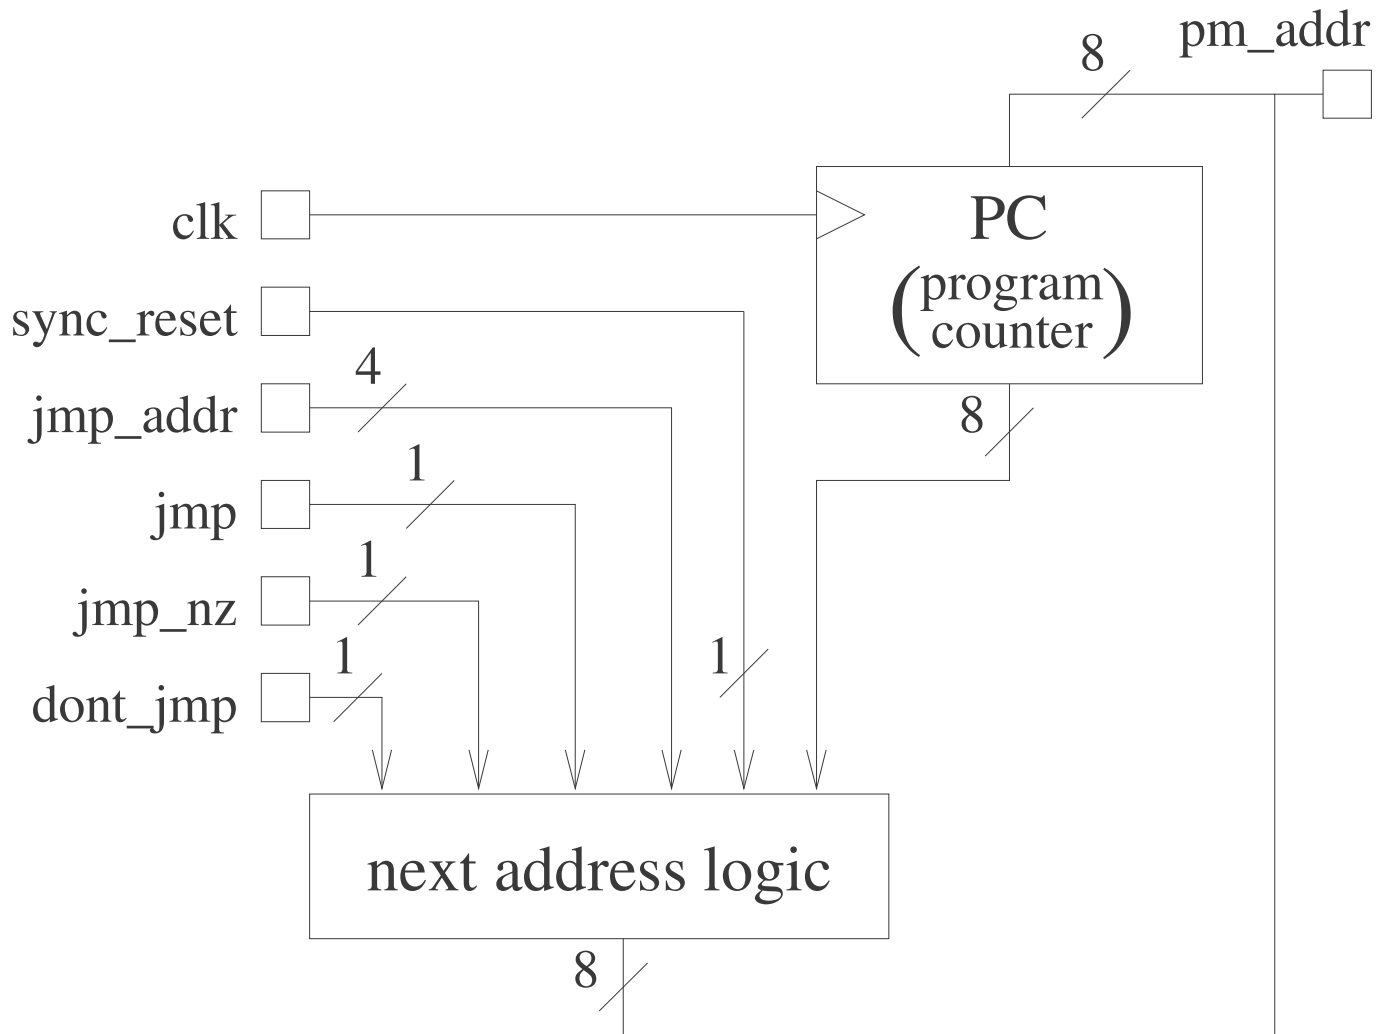 pm_addr
8
clk
PC
(program
counter)
sync_reset
4
jmp_addr
8
1
jmp
1
jmp_nz
1
1
dont_jmp
next address logic
8